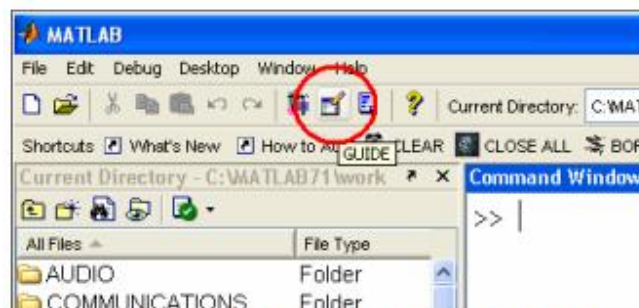 MATLAB
File Edit Debug Desktop Window Help
? Current Directory: C:\MAT
Shortcuts What's New How to A CLEAR CLOSE ALL BOR
GUIDE
Current Directory - C:\MATLAB71\work Command Window
>>
All Files File Type
AUDIO Folder
COMMUNICATIONS Folder